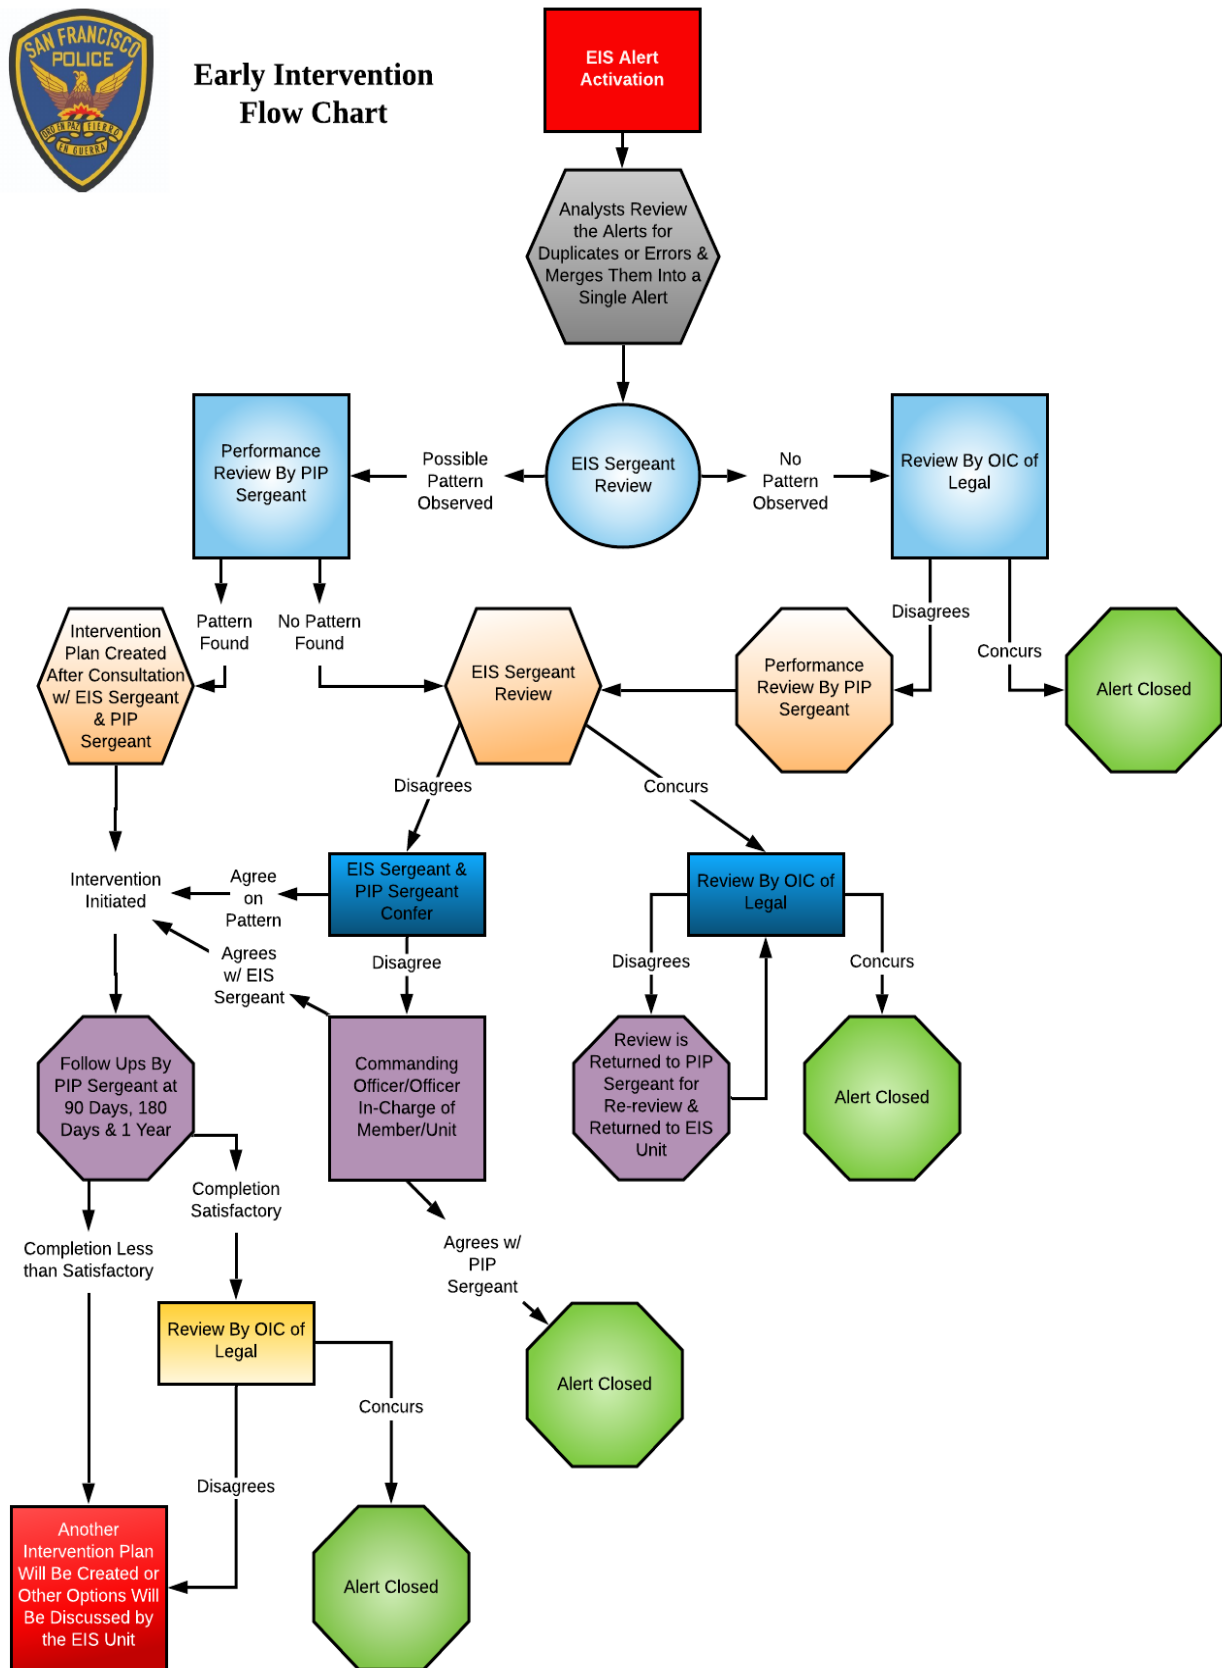 SAN FRANCISCO
POLICE
ORO EN PAZ FIERRO
EN GUERRA
Early Intervention
Flow Chart
EIS Alert
Activation
Analysts Review
the Alerts for
Duplicates or Errors &
Merges Them Into a
Single Alert
Performance
Review By PIP
Sergeant
Possible
Pattern
Observed
EIS Sergeant
Review
No
Pattern
Observed
Review By OIC of
Legal
Pattern
Found
No Pattern
Found
Disagrees
Concurs
Intervention
Plan Created
After Consultation
w/ EIS Sergeant
& PIP
Sergeant
EIS Sergeant
Review
Performance
Review By PIP
Sergeant
Alert Closed
Disagrees
Concurs
Intervention
Initiated
Agree
on
Pattern
EIS Sergeant &
PIP Sergeant
Confer
Review By OIC of
Legal
Agrees
w/ EIS
Sergeant
Disagree
Disagrees
Concurs
Follow Ups By
PIP Sergeant at
90 Days, 180
Days & 1 Year
Commanding
Officer/Officer
In-Charge of
Member/Unit
Review is
Returned to PIP
Sergeant for
Re-review &
Returned to EIS
Unit
Alert Closed
Completion
Satisfactory
Completion Less
than Satisfactory
Agrees w/
PIP
Sergeant
Review By OIC of
Legal
Alert Closed
Concurs
Disagrees
Another
Intervention Plan
Will Be Created or
Other Options Will
Be Discussed by
the EIS Unit
Alert Closed